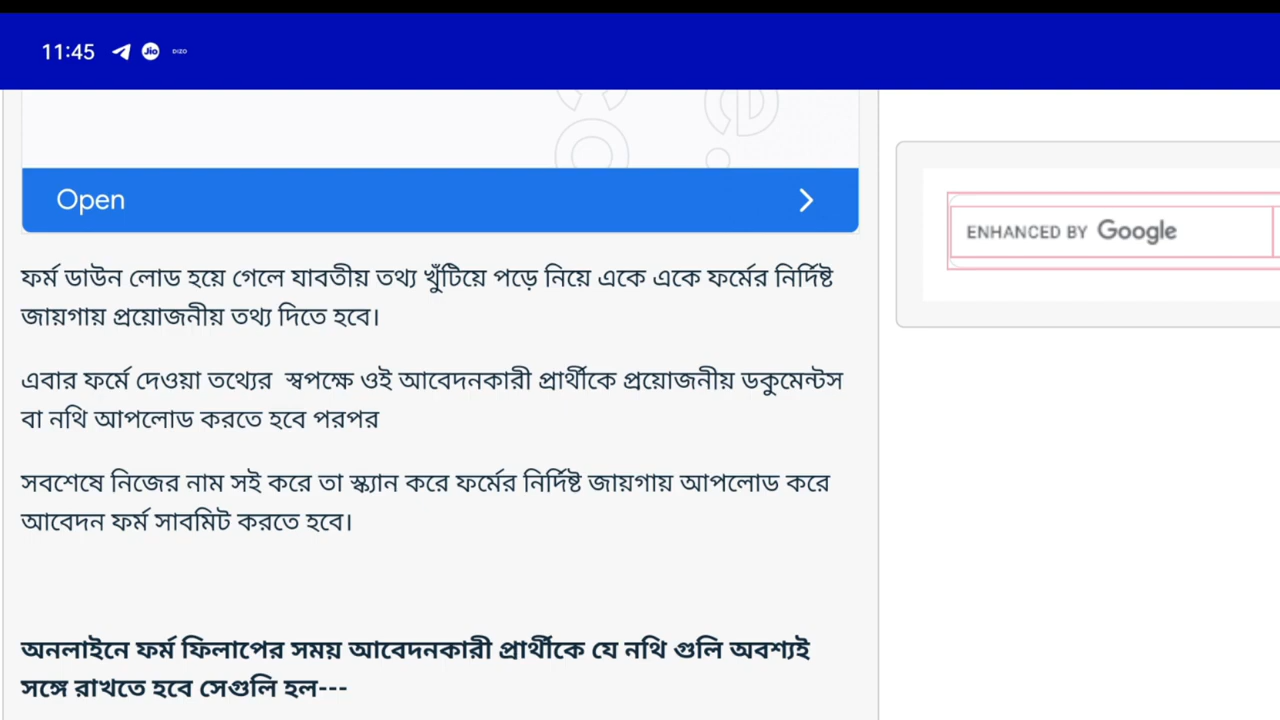 11:45 Jio DIZO
Open
ENHANCED BY Google
ফর্ম ডাউন লোড হয়ে গেলে যাবতীয় তথ্য খুঁটিয়ে পড়ে নিয়ে একে একে ফর্মের নির্দিষ্ট
জায়গায় প্রয়োজনীয় তথ্য দিতে হবে।
এবার ফর্মে দেওয়া তথ্যের স্বপক্ষে ওই আবেদনকারী প্রার্থীকে প্রয়োজনীয় ডকুমেন্টস
বা নথি আপলোড করতে হবে পরপর
সবশেষে নিজের নাম সই করে তা স্ক্যান করে ফর্মের নির্দিষ্ট জায়গায় আপলোড করে
আবেদন ফর্ম সাবমিট করতে হবে।
অনলাইনে ফর্ম ফিলাপের সময় আবেদনকারী প্রার্থীকে যে নথি গুলি অবশ্যই
সঙ্গে রাখতে হবে সেগুলি হল---